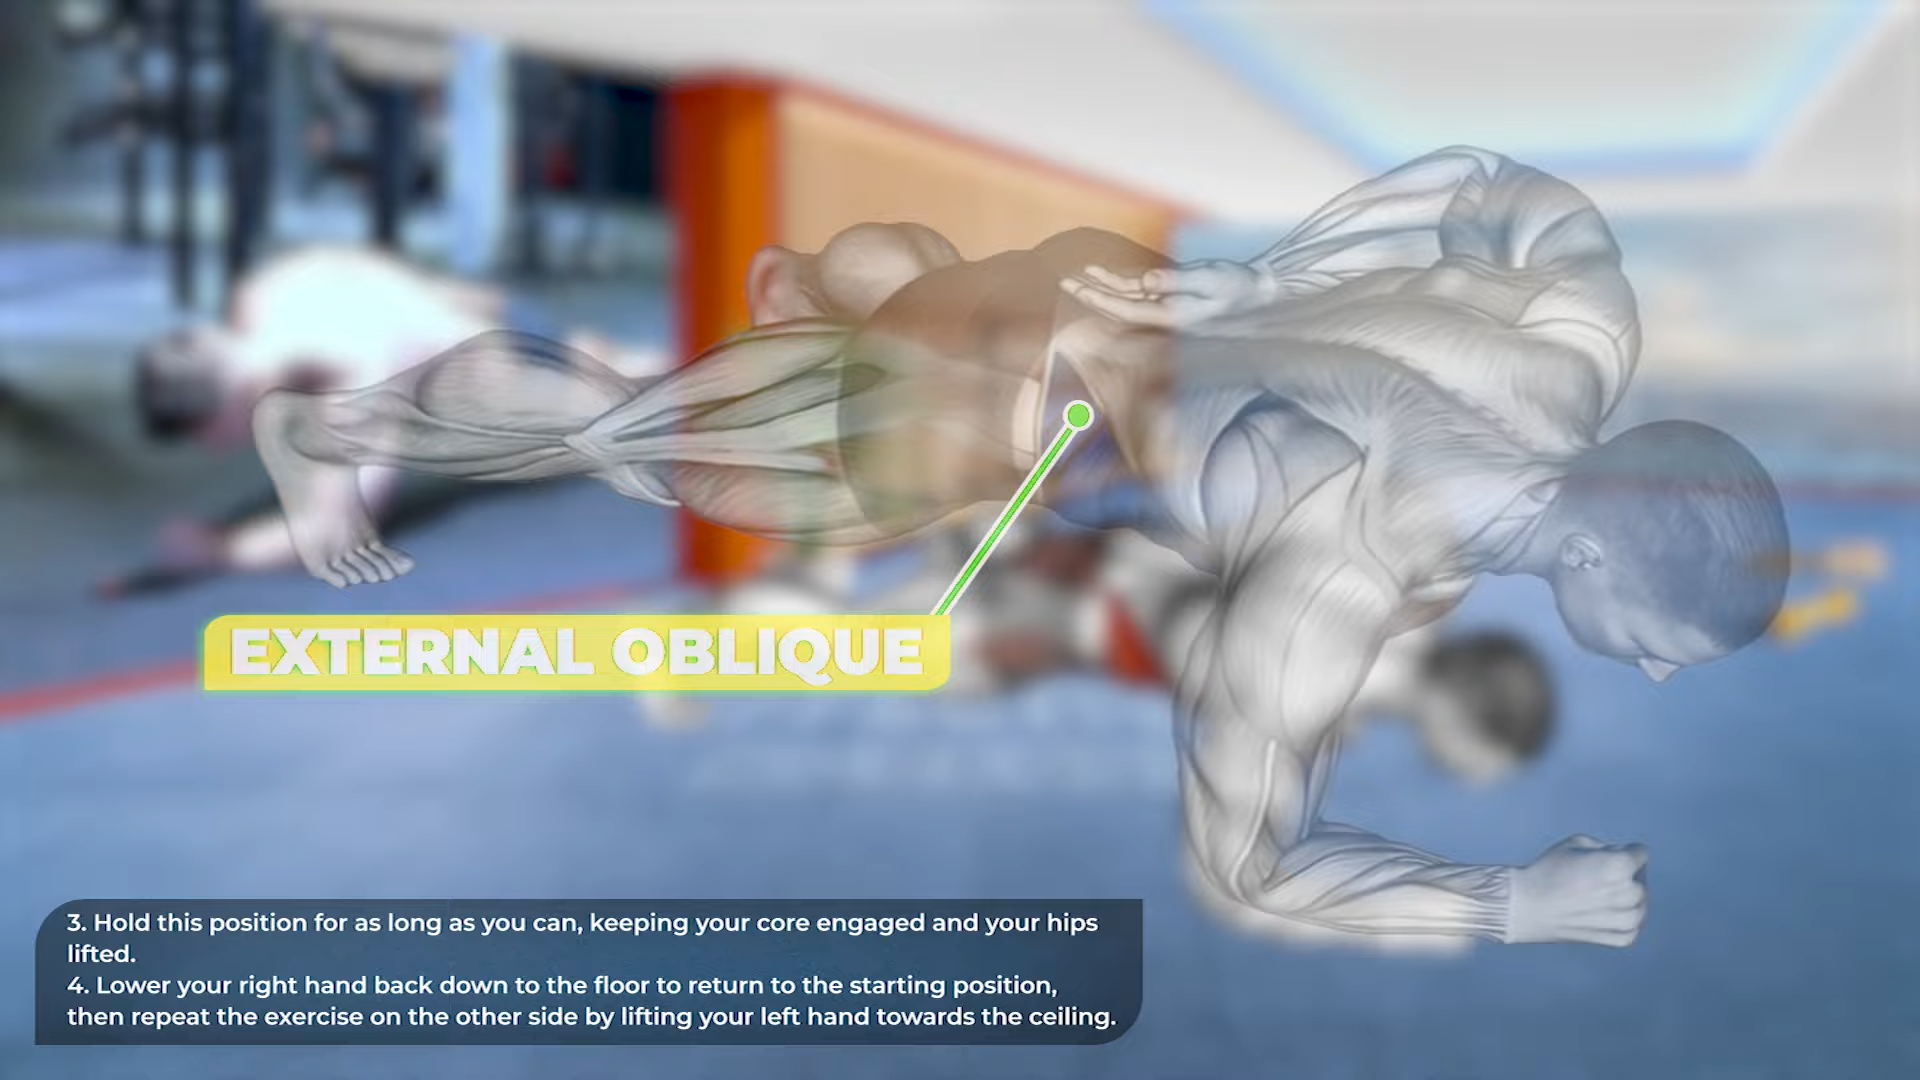 EXTERNAL OBLIQUE
3. Hold this position for as long as you can, keeping your core engaged and your hips
lifted.
4. Lower your right hand back down to the floor to return to the starting position,
then repeat the exercise on the other side by lifting your left hand towards the ceiling.